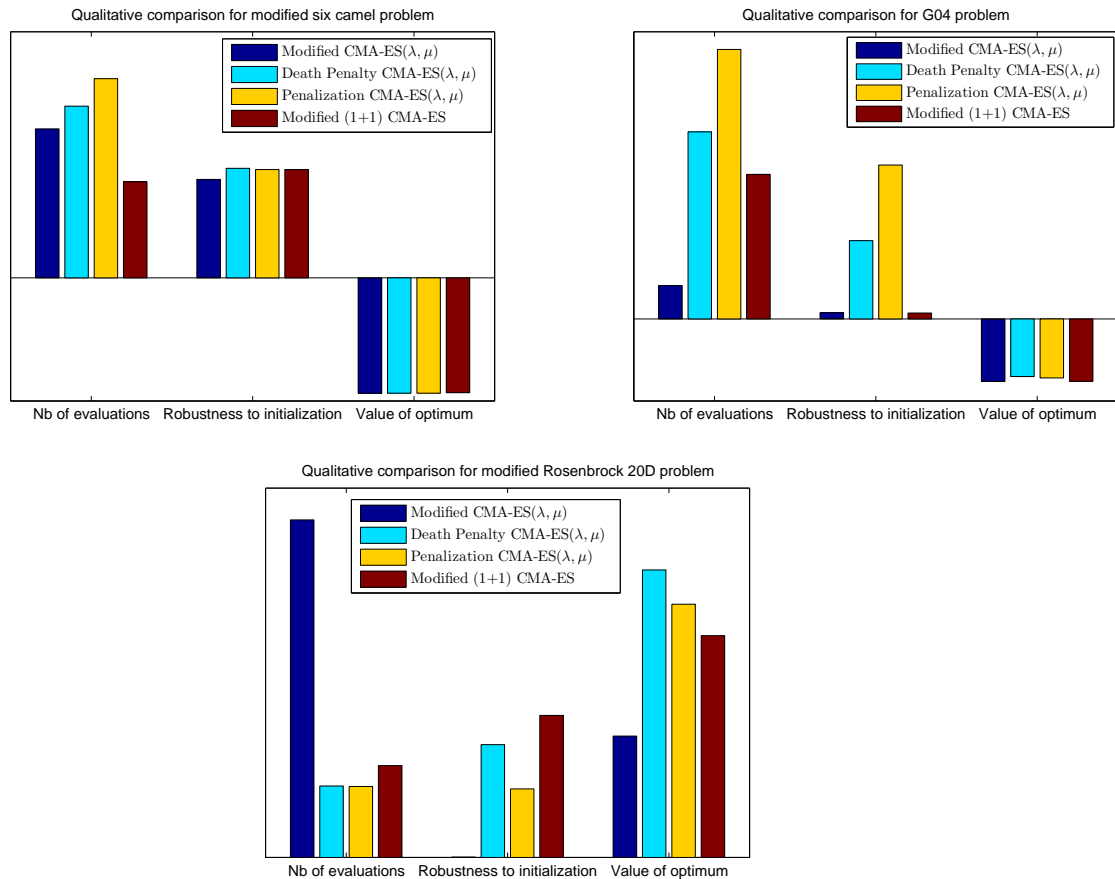 Qualitative comparison for modified six camel problem
Modified CMA-ES(λ, μ)
Death Penalty CMA-ES(λ, μ)
Penalization CMA-ES(λ, μ)
Modified (1+1) CMA-ES
Nb of evaluations Robustness to initialization Value of optimum
Qualitative comparison for G04 problem
Modified CMA-ES(λ, μ)
Death Penalty CMA-ES(λ, μ)
Penalization CMA-ES(λ, μ)
Modified (1+1) CMA-ES
Nb of evaluations Robustness to initialization Value of optimum
Qualitative comparison for modified Rosenbrock 20D problem
Modified CMA-ES(λ, μ)
Death Penalty CMA-ES(λ, μ)
Penalization CMA-ES(λ, μ)
Modified (1+1) CMA-ES
Nb of evaluations Robustness to initialization Value of optimum